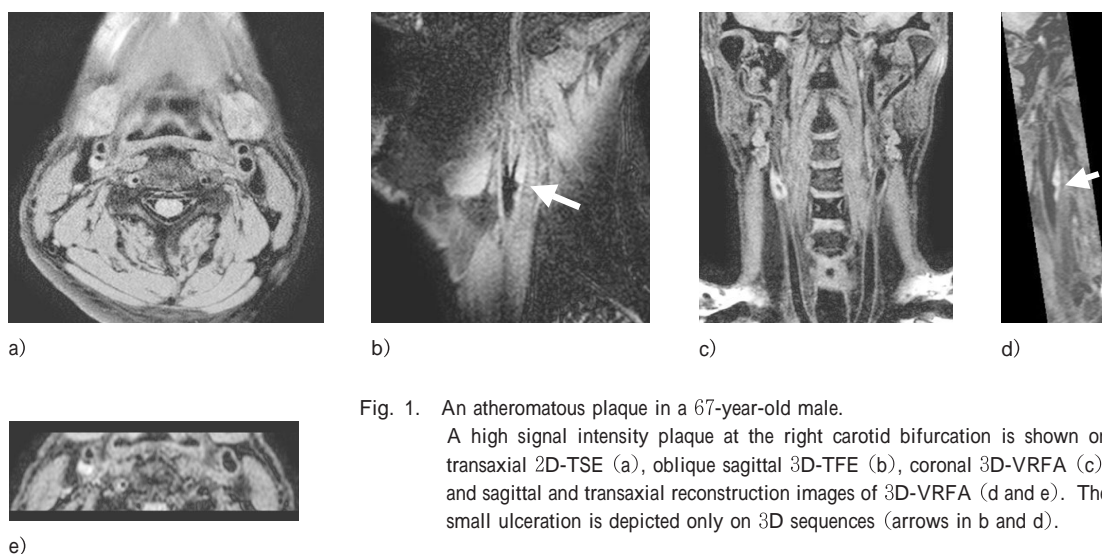 a)
b)
c)
d)
e)
Fig. 1. An atheromatous plaque in a 67-year-old male.
A high signal intensity plaque at the right carotid bifurcation is shown on
transaxial 2D-TSE (a), oblique sagittal 3D-TFE (b), coronal 3D-VRFA (c)
and sagittal and transaxial reconstruction images of 3D-VRFA (d and e). The
small ulceration is depicted only on 3D sequences (arrows in b and d).